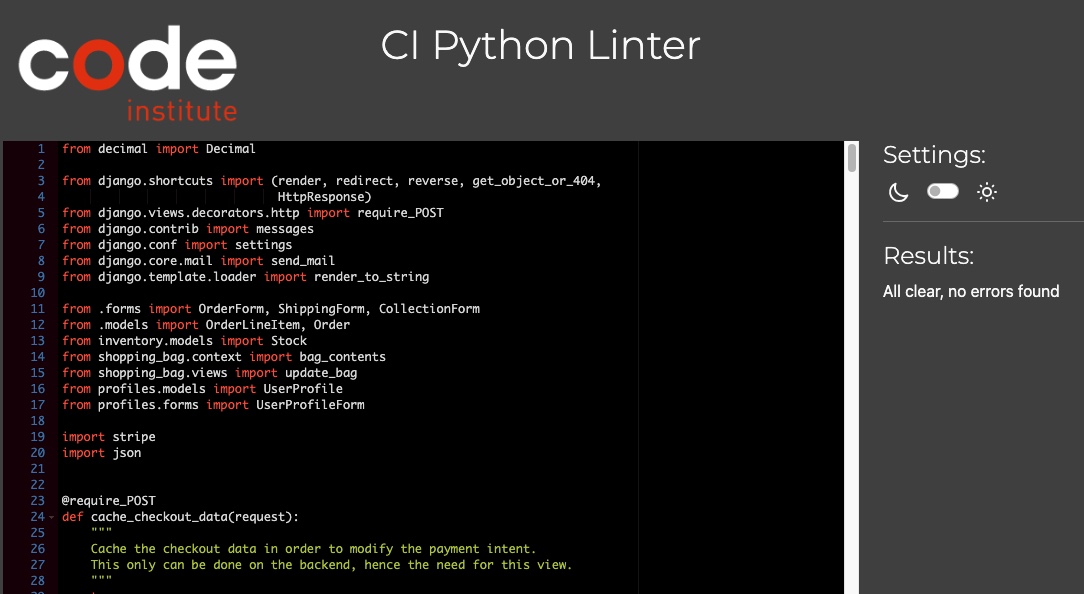 code
institute
CI Python Linter
1 from decimal import Decimal
2
3 from django.shortcuts import (render, redirect, reverse, get_object_or_404,
4                               HttpResponse)
5 from django.views.decorators.http import require_POST
6 from django.contrib import messages
7 from django.conf import settings
8 from django.core.mail import send_mail
9 from django.template.loader import render_to_string
10
11 from .forms import OrderForm, ShippingForm, CollectionForm
12 from .models import OrderLineItem, Order
13 from inventory.models import Stock
14 from shopping_bag.context import bag_contents
15 from shopping_bag.views import update_bag
16 from profiles.models import UserProfile
17 from profiles.forms import UserProfileForm
18
19 import stripe
20 import json
21
22
23 @require_POST
24 def cache_checkout_data(request):
25     """
26     Cache the checkout data in order to modify the payment intent.
27     This only can be done on the backend, hence the need for this view.
28     """
Settings:
Results:
All clear, no errors found